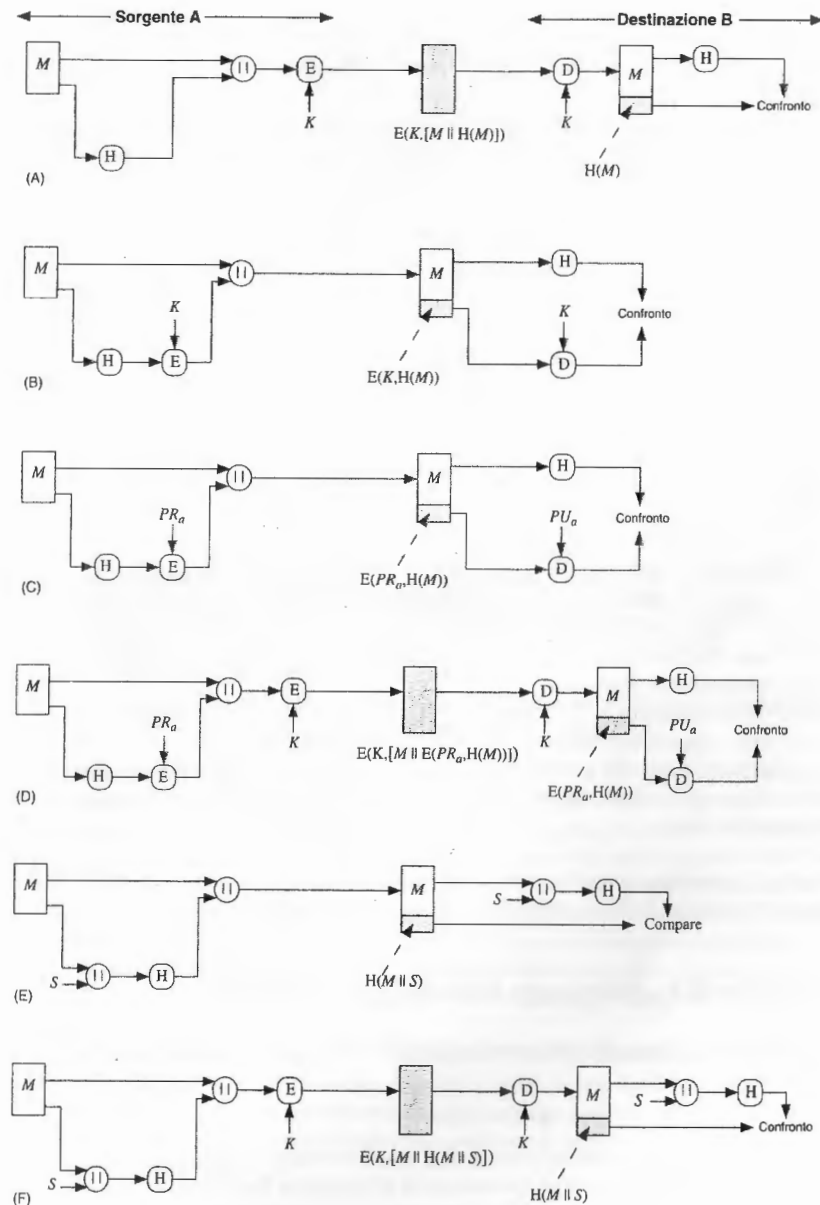 Sorgente A
Destinazione B
M
||
E
K
H
E(K,[M || H(M)])
D
K
M
H
Confronto
H(M)
(A)
M
||
K
H
E
M
E(K,H(M))
H
K
D
Confronto
(B)
M
||
PRa
H
E
M
E(PRa,H(M))
H
PUa
D
Confronto
(C)
M
||
E
K
PRa
H
E
E(K,[M || E(PRa,H(M))])
D
K
M
H
PUa
D
Confronto
E(PRa,H(M))
(D)
M
||
S
||
H
M
S
||
H
Compare
H(M || S)
(E)
M
||
E
K
S
||
H
E(K,[M || H(M || S)])
D
K
M
S
||
H
Confronto
H(M || S)
(F)